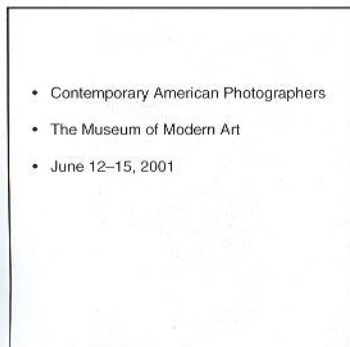 • Contemporary American Photographers
• The Museum of Modern Art
• June 12–15, 2001